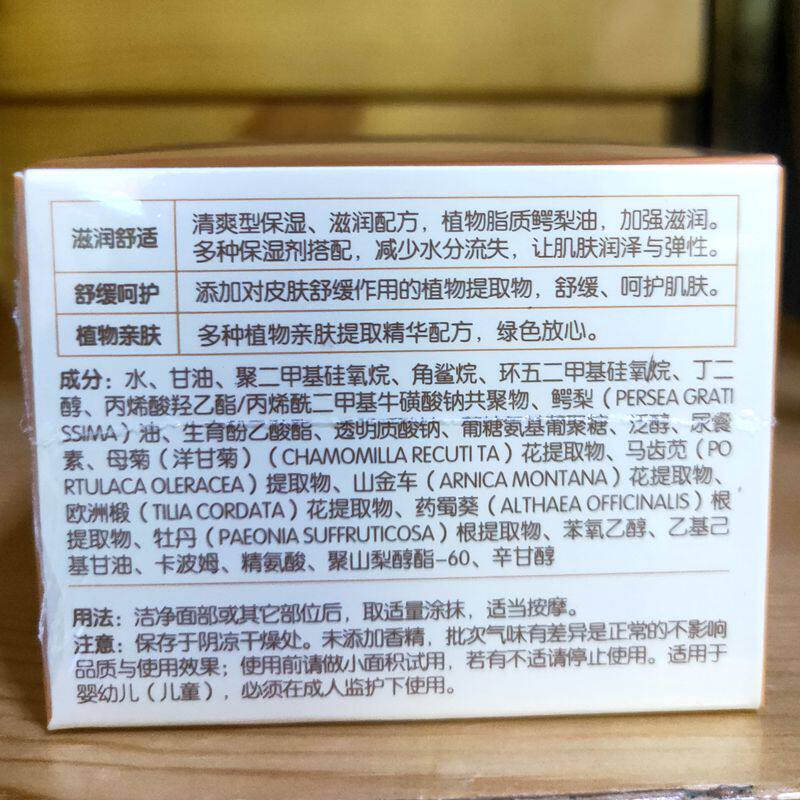 滋润舒适
清爽型保湿、滋润配方，植物脂质鳄梨油，加强滋润。
多种保湿剂搭配，减少水分流失，让肌肤润泽与弹性。
舒缓呵护
添加对皮肤舒缓作用的植物提取物，舒缓、呵护肌肤。
植物亲肤
多种植物亲肤提取精华配方，绿色放心。
成分：水、甘油、聚二甲基硅氧烷、角鲨烷、环五二甲基硅氧烷、丁二
醇、丙烯酸羟乙酯/丙烯酰二甲基牛磺酸钠共聚物、鳄梨（PERSEA GRATI
SSIMA）油、生育酚乙酸酯、透明质酸钠、葡糖氨基葡聚糖、泛醇、尿囊
素、母菊（洋甘菊）（CHAMOMILLA RECUTI TA）花提取物、马齿苋（PO
RTULACA OLERACEA）提取物、山金车（ARNICA MONTANA）花提取物、
欧洲椴（TILIA CORDATA）花提取物、药蜀葵（ALTHAEA OFFICINALIS）根
提取物、牡丹（PAEONIA SUFFRUTICOSA）根提取物、苯氧乙醇、乙基己
基甘油、卡波姆、精氨酸、聚山梨醇酯-60、辛甘醇
用法：洁净面部或其它部位后，取适量涂抹，适当按摩。
注意：保存于阴凉干燥处。未添加香精，批次气味有差异是正常的不影响
品质与使用效果；使用前请做小面积试用，若有不适请停止使用。适用于
婴幼儿（儿童），必须在成人监护下使用。